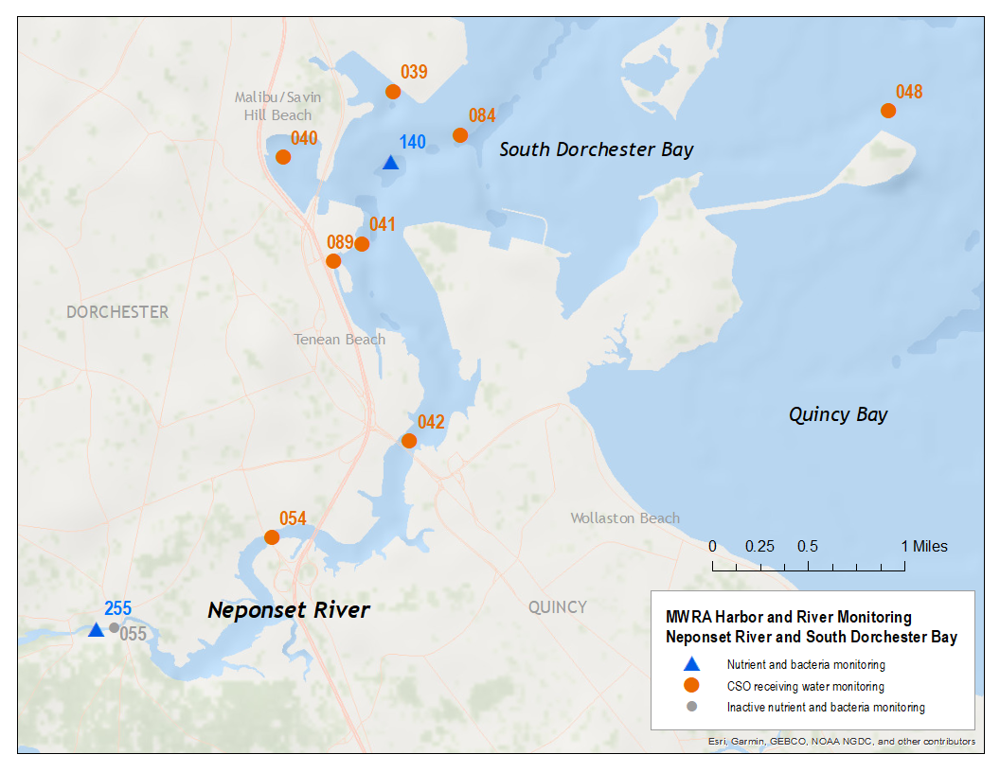 039
048
Malibu/Savin
Hill Beach
084
040
140
South Dorchester Bay
041
089
DORCHESTER
Tenean Beach
Quincy Bay
042
054
Wollaston Beach
0 0.25 0.5 1 Miles
255
Neponset River
QUINCY
055
MWRA Harbor and River Monitoring
Neponset River and South Dorchester Bay
Nutrient and bacteria monitoring
CSO receiving water monitoring
Inactive nutrient and bacteria monitoring
Esri, Garmin, GEBCO, NOAA NGDC, and other contributors